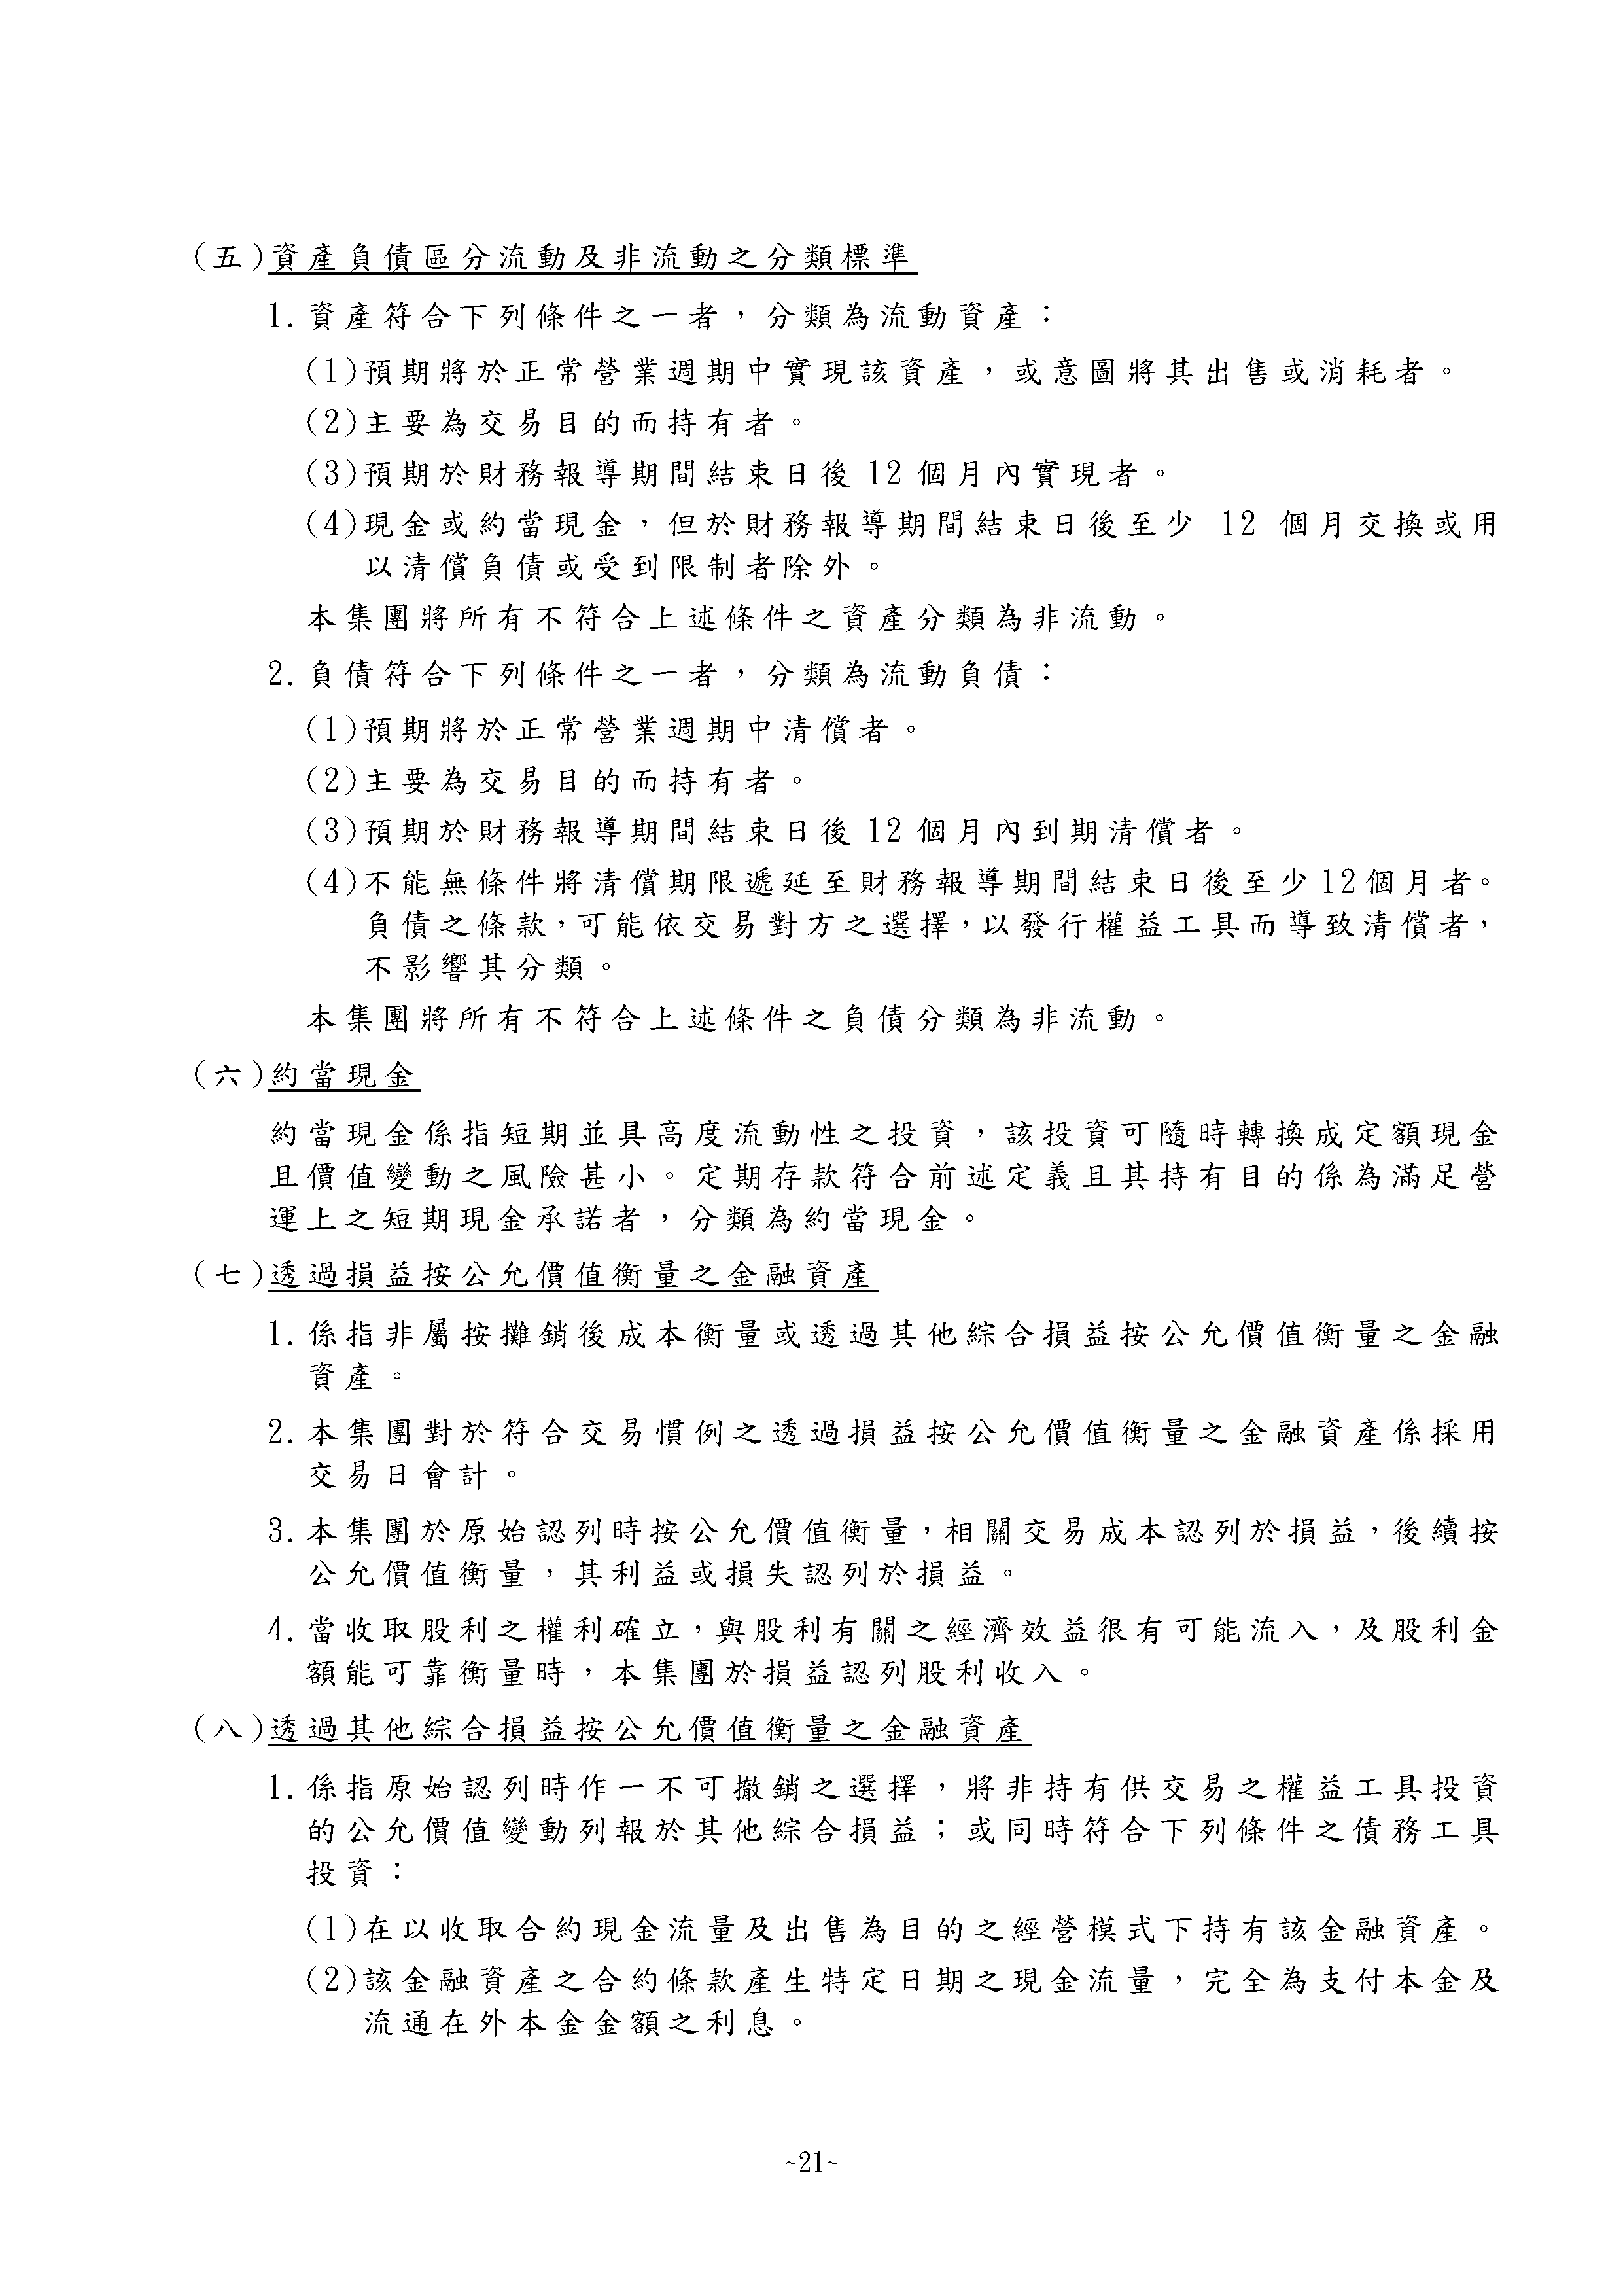 (五)資產負債區分流動及非流動之分類標準
1.資產符合下列條件之一者，分類為流動資產：
(1)預期將於正常營業週期中實現該資產，或意圖將其出售或消耗者。
(2)主要為交易目的而持有者。
(3)預期於財務報導期間結束日後 12 個月內實現者。
(4)現金或約當現金，但於財務報導期間結束日後至少 12 個月交換或用
以清償負債或受到限制者除外。
本集團將所有不符合上述條件之資產分類為非流動。
2.負債符合下列條件之一者，分類為流動負債：
(1)預期將於正常營業週期中清償者。
(2)主要為交易目的而持有者。
(3)預期於財務報導期間結束日後 12 個月內到期清償者。
(4)不能無條件將清償期限遞延至財務報導期間結束日後至少12個月者。
負債之條款，可能依交易對方之選擇，以發行權益工具而導致清償者，
不影響其分類。
本集團將所有不符合上述條件之負債分類為非流動。
(六)約當現金
約當現金係指短期並具高度流動性之投資，該投資可隨時轉換成定額現金
且價值變動之風險甚小。定期存款符合前述定義且其持有目的係為滿足營
運上之短期現金承諾者，分類為約當現金。
(七)透過損益按公允價值衡量之金融資產
1.係指非屬按攤銷後成本衡量或透過其他綜合損益按公允價值衡量之金融
資產。
2.本集團對於符合交易慣例之透過損益按公允價值衡量之金融資產係採用
交易日會計。
3.本集團於原始認列時按公允價值衡量，相關交易成本認列於損益，後續按
公允價值衡量，其利益或損失認列於損益。
4.當收取股利之權利確立，與股利有關之經濟效益很有可能流入，及股利金
額能可靠衡量時，本集團於損益認列股利收入。
(八)透過其他綜合損益按公允價值衡量之金融資產
1.係指原始認列時作一不可撤銷之選擇，將非持有供交易之權益工具投資
的公允價值變動列報於其他綜合損益；或同時符合下列條件之債務工具
投資：
(1)在以收取合約現金流量及出售為目的之經營模式下持有該金融資產。
(2)該金融資產之合約條款產生特定日期之現金流量，完全為支付本金及
流通在外本金金額之利息。
~21~